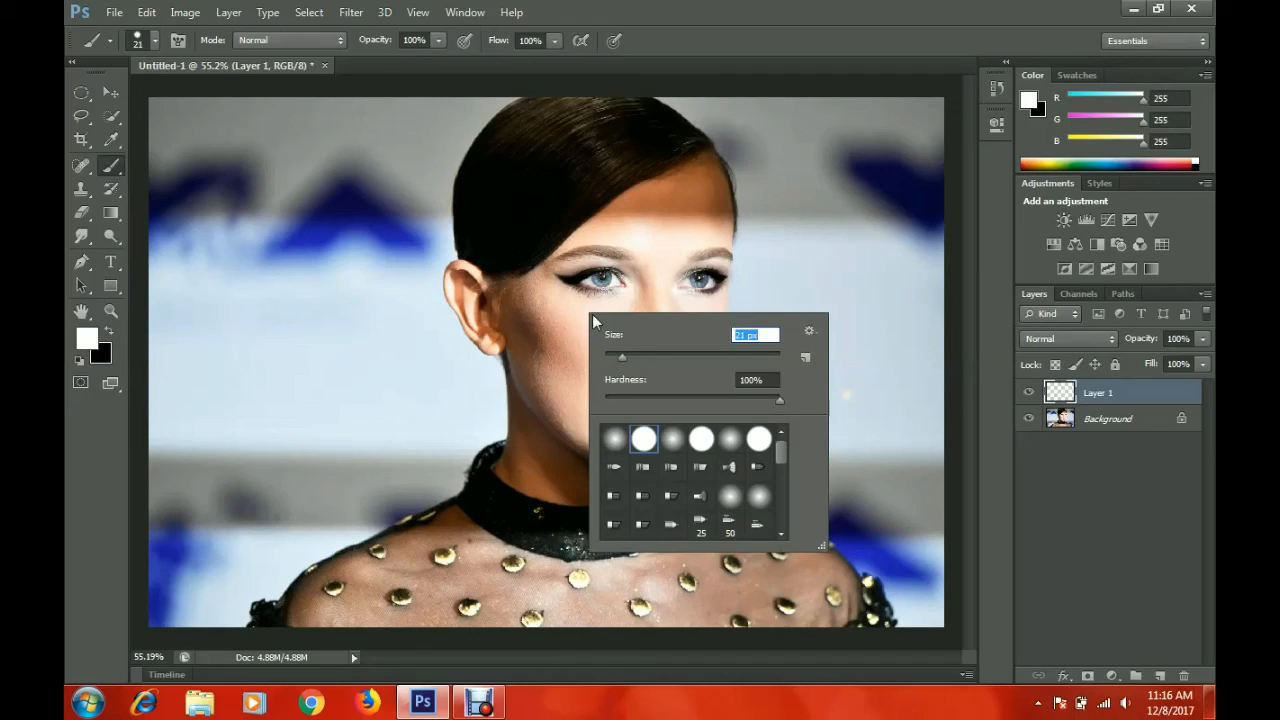 Ps File Edit Image Layer Type Select Filter 3D View Window Help
21 Mode: Normal Opacity: 100% Flow: 100% Essentials
Untitled-1 @ 55.2% (Layer 1, RGB/8) * ×
Color Swatches
R 255
G 255
B 255
Adjustments Styles
Add an adjustment
Layers Channels Paths
Kind
Normal Opacity: 100%
Lock: Fill: 100%
Layer 1
Background
Size: 21 px
Hardness: 100%
25 50
55.19% Doc: 4.88M/4.88M
Timeline
Ps
11:16 AM
12/8/2017